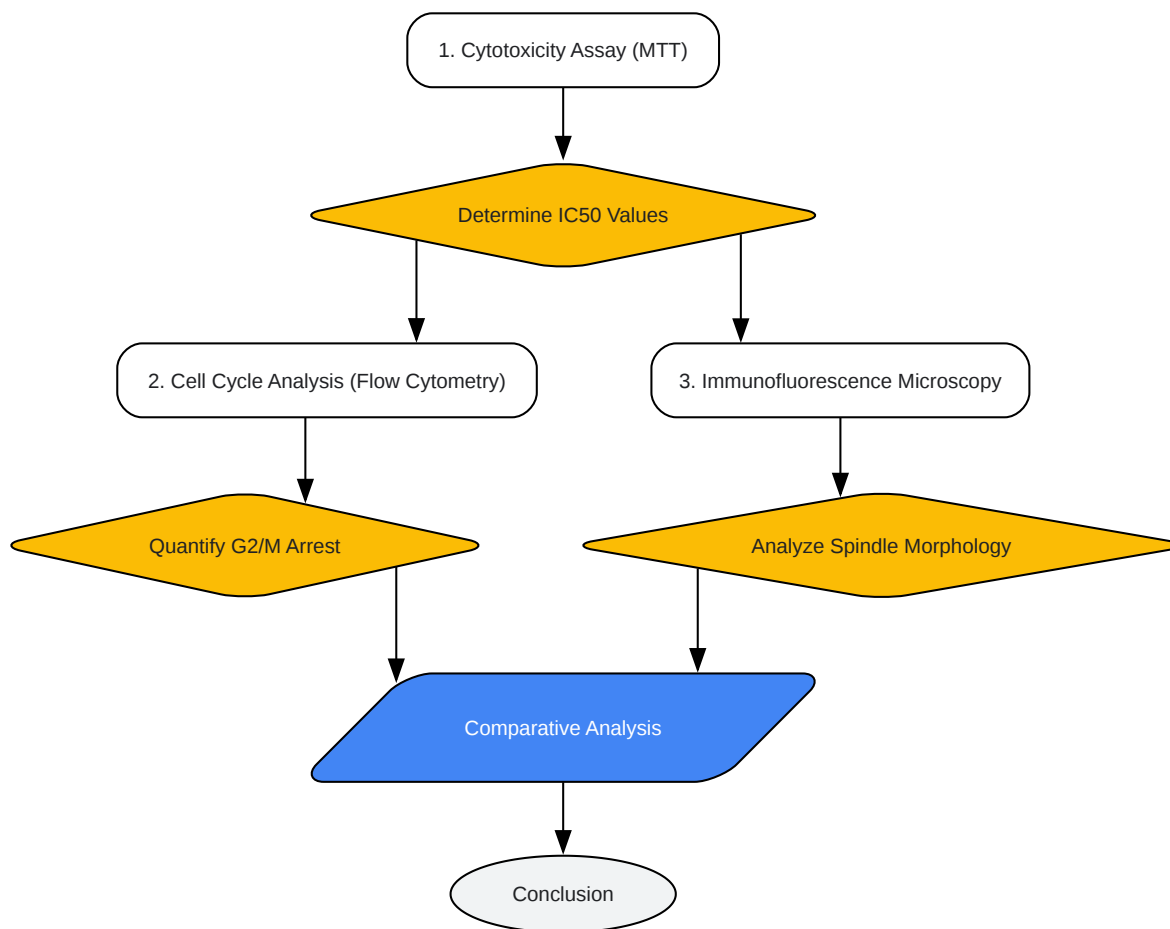 1. Cytotoxicity Assay (MTT)
Determine IC50 Values
2. Cell Cycle Analysis (Flow Cytometry)
3. Immunofluorescence Microscopy
Quantify G2/M Arrest
Analyze Spindle Morphology
Comparative Analysis
Conclusion